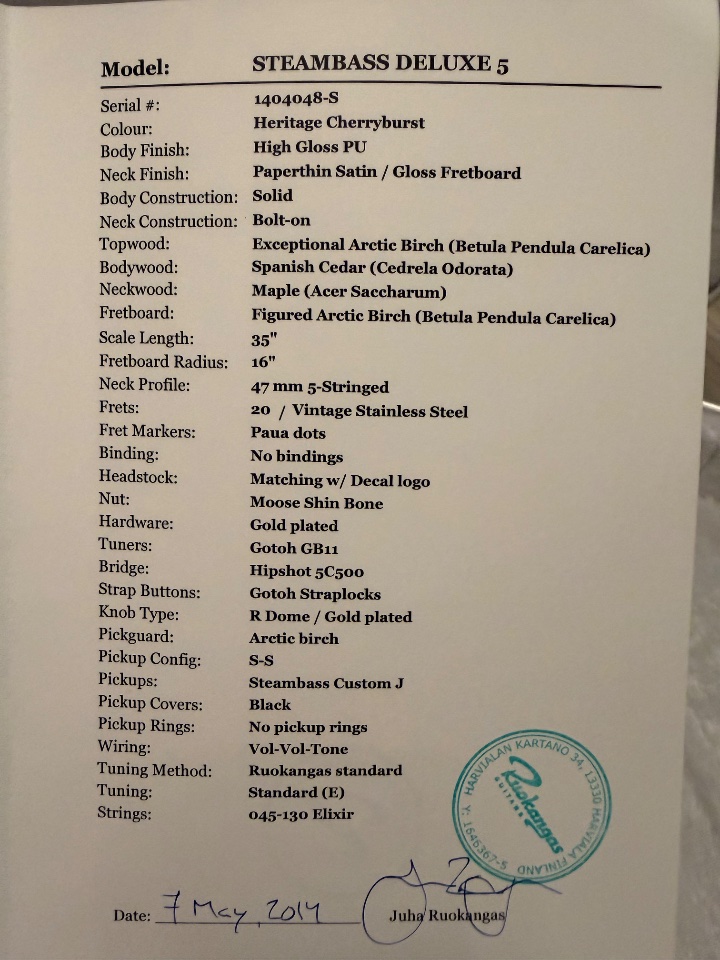 Model: STEAMBASS DELUXE 5
Serial #: 1404048-S
Colour: Heritage Cherryburst
Body Finish: High Gloss PU
Neck Finish: Paperthin Satin / Gloss Fretboard
Body Construction: Solid
Neck Construction: Bolt-on
Topwood: Exceptional Arctic Birch (Betula Pendula Carelica)
Bodywood: Spanish Cedar (Cedrela Odorata)
Neckwood: Maple (Acer Saccharum)
Fretboard: Figured Arctic Birch (Betula Pendula Carelica)
Scale Length: 35"
Fretboard Radius: 16"
Neck Profile: 47 mm 5-Stringed
Frets: 20 / Vintage Stainless Steel
Fret Markers: Paua dots
Binding: No bindings
Headstock: Matching w/ Decal logo
Nut: Moose Shin Bone
Hardware: Gold plated
Tuners: Gotoh GB11
Bridge: Hipshot 5C500
Strap Buttons: Gotoh Straplocks
Knob Type: R Dome / Gold plated
Pickguard: Arctic birch
Pickup Config: S-S
Pickups: Steambass Custom J
Pickup Covers: Black
Pickup Rings: No pickup rings
Wiring: Vol-Vol-Tone
Tuning Method: Ruokangas standard
Tuning: Standard (E)
Strings: 045-130 Elixir
Y: 1646367-5 HARVIALAN KARTANO 34, 13330 HARVIALA FINLAND
Ruokangas
GUITARS
Date: 7 May, 2014
Juha Ruokangas